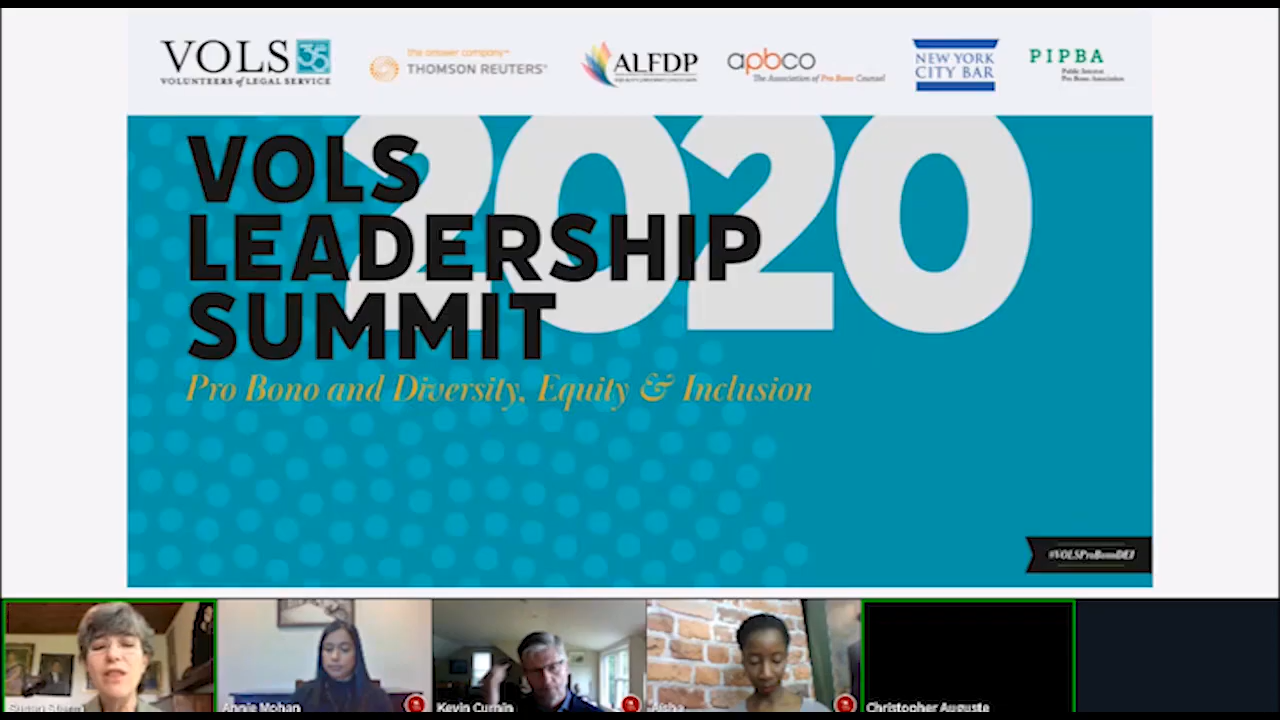 VOLS
VOLUNTEERS of LEGAL SERVICE
the answer company™
THOMSON REUTERS®
ALFDP
apbco
The Association of Pro Bono Counsel
NEW YORK
CITY BAR
PIPBA
Public Interest
Pro Bono Association
2020
VOLS
LEADERSHIP
SUMMIT
Pro Bono and Diversity, Equity & Inclusion
#VOLSProBonoDEI
Annie Mohan
Kevin Curnin
Aisha
Christopher Auguste